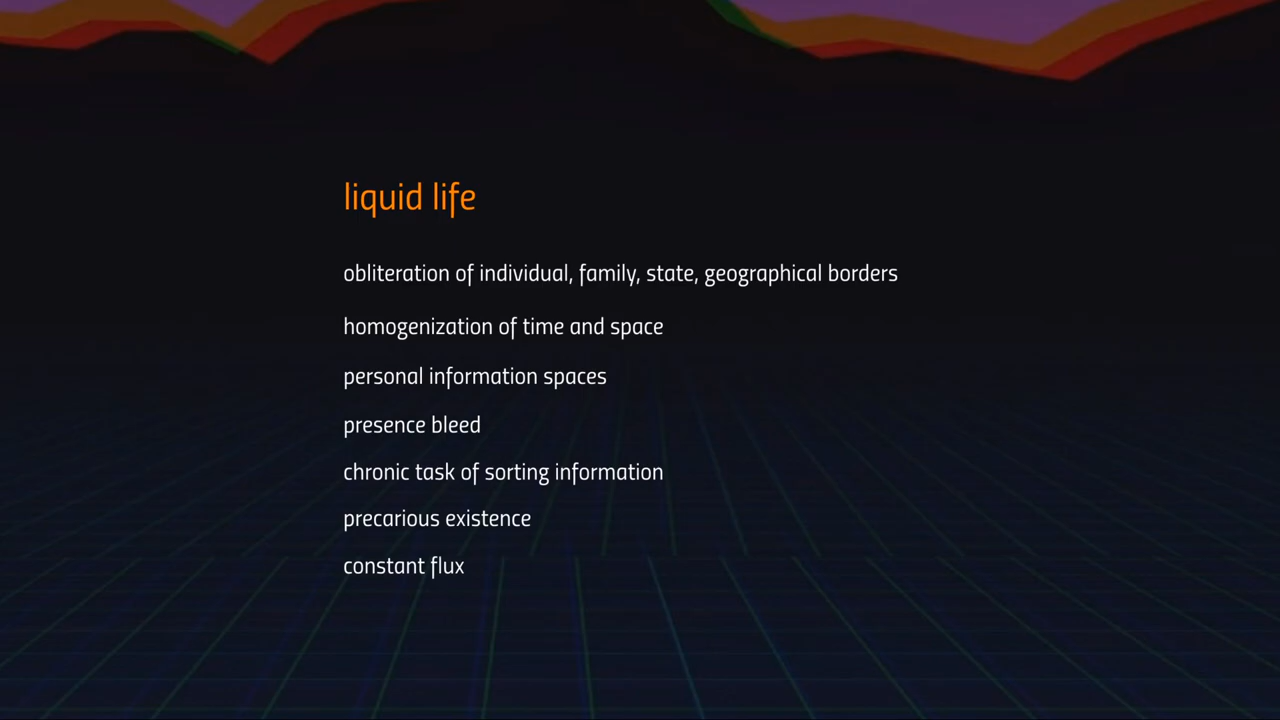 liquid life
obliteration of individual, family, state, geographical borders
homogenization of time and space
personal information spaces
presence bleed
chronic task of sorting information
precarious existence
constant flux